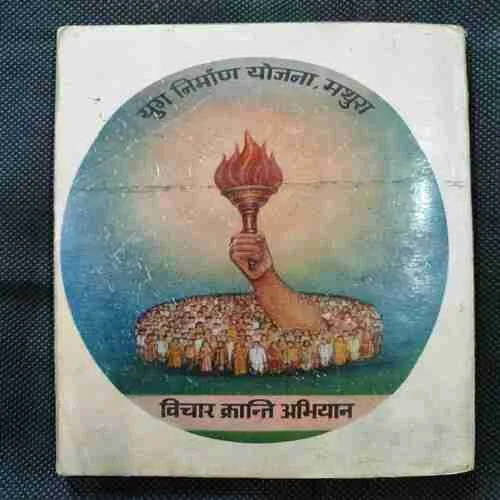 युग निर्माण योजना, मथुरा
विचार क्रान्ति अभियान